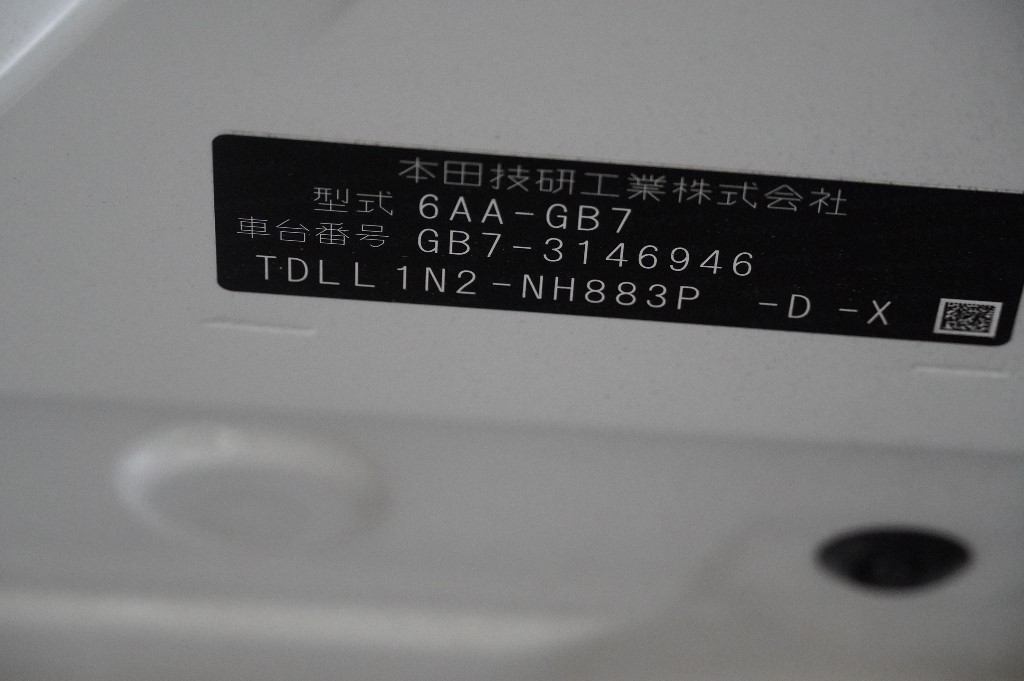 本田技研工業株式会社
型式 6AA-GB7
車台番号 GB7-3146946
TDLL1N2-NH883P -D -X